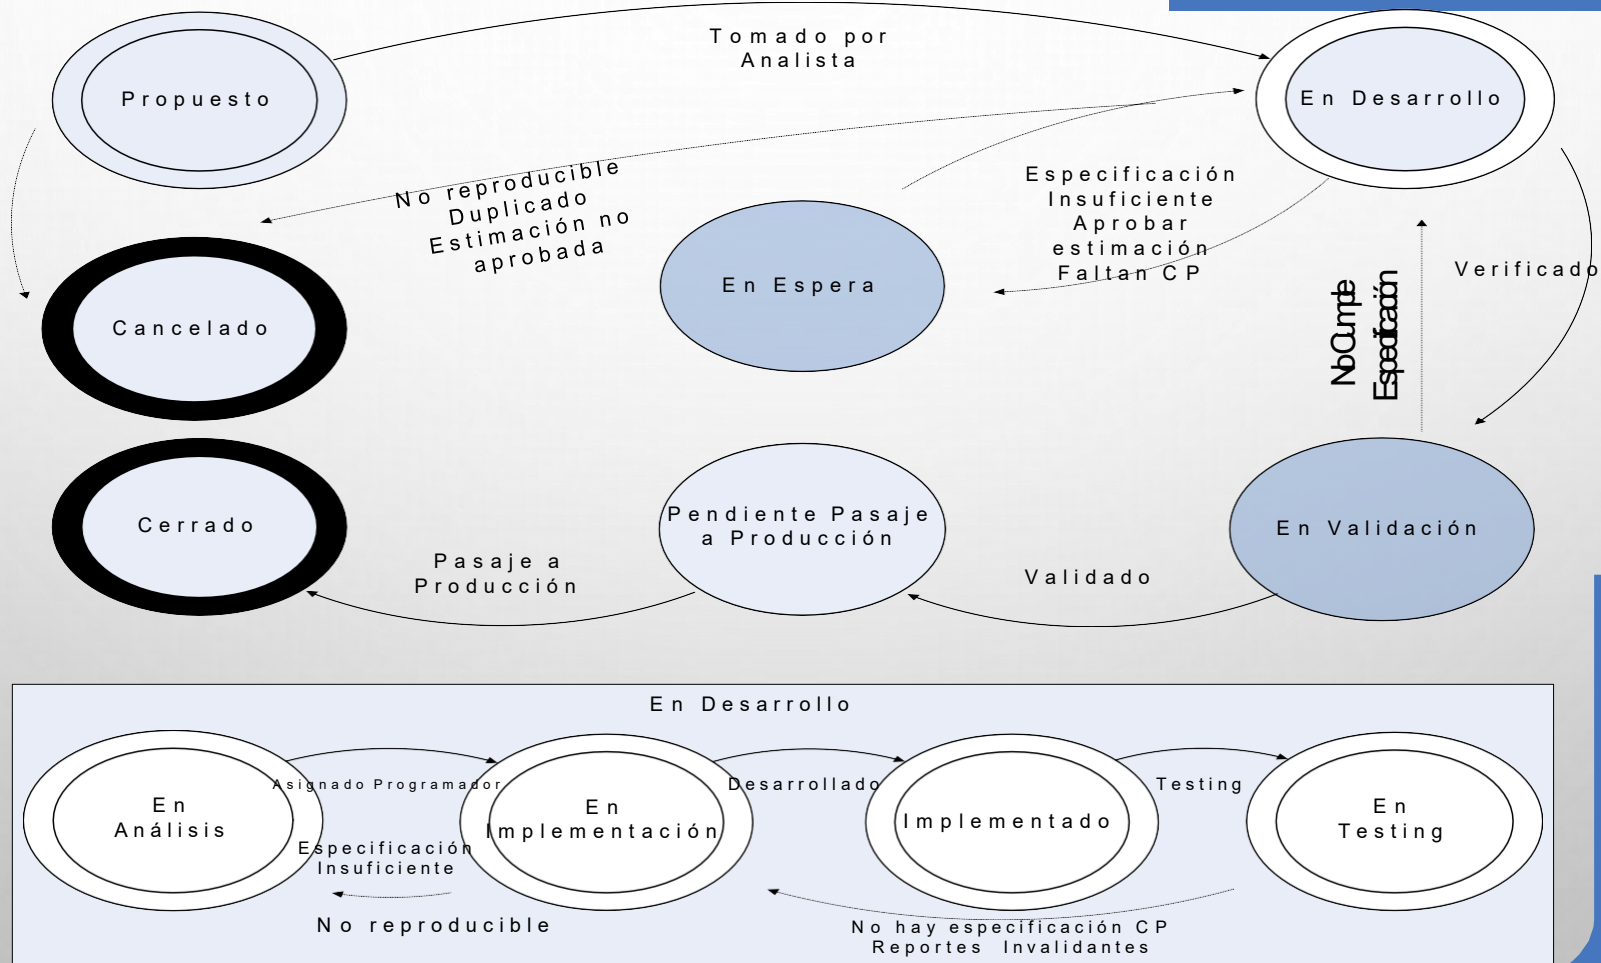 Tomado por
Analista
Propuesto
En Desarrollo
No reproducible
Duplicado
Estimación no
aprobada
Especificación
Insuficiente
Aprobar
estimación
Faltan CP
En Espera
Verificado
No Cumple
Especificación
Cancelado
Cerrado
Pendiente Pasaje
a Producción
En Validación
Pasaje a
Producción
Validado
En Desarrollo
Asignado Programador
Desarrollado
Testing
En
Análisis
En
Implementación
Implementado
En
Testing
Especificación
Insuficiente
No reproducible
No hay especificación CP
Reportes Invalidantes